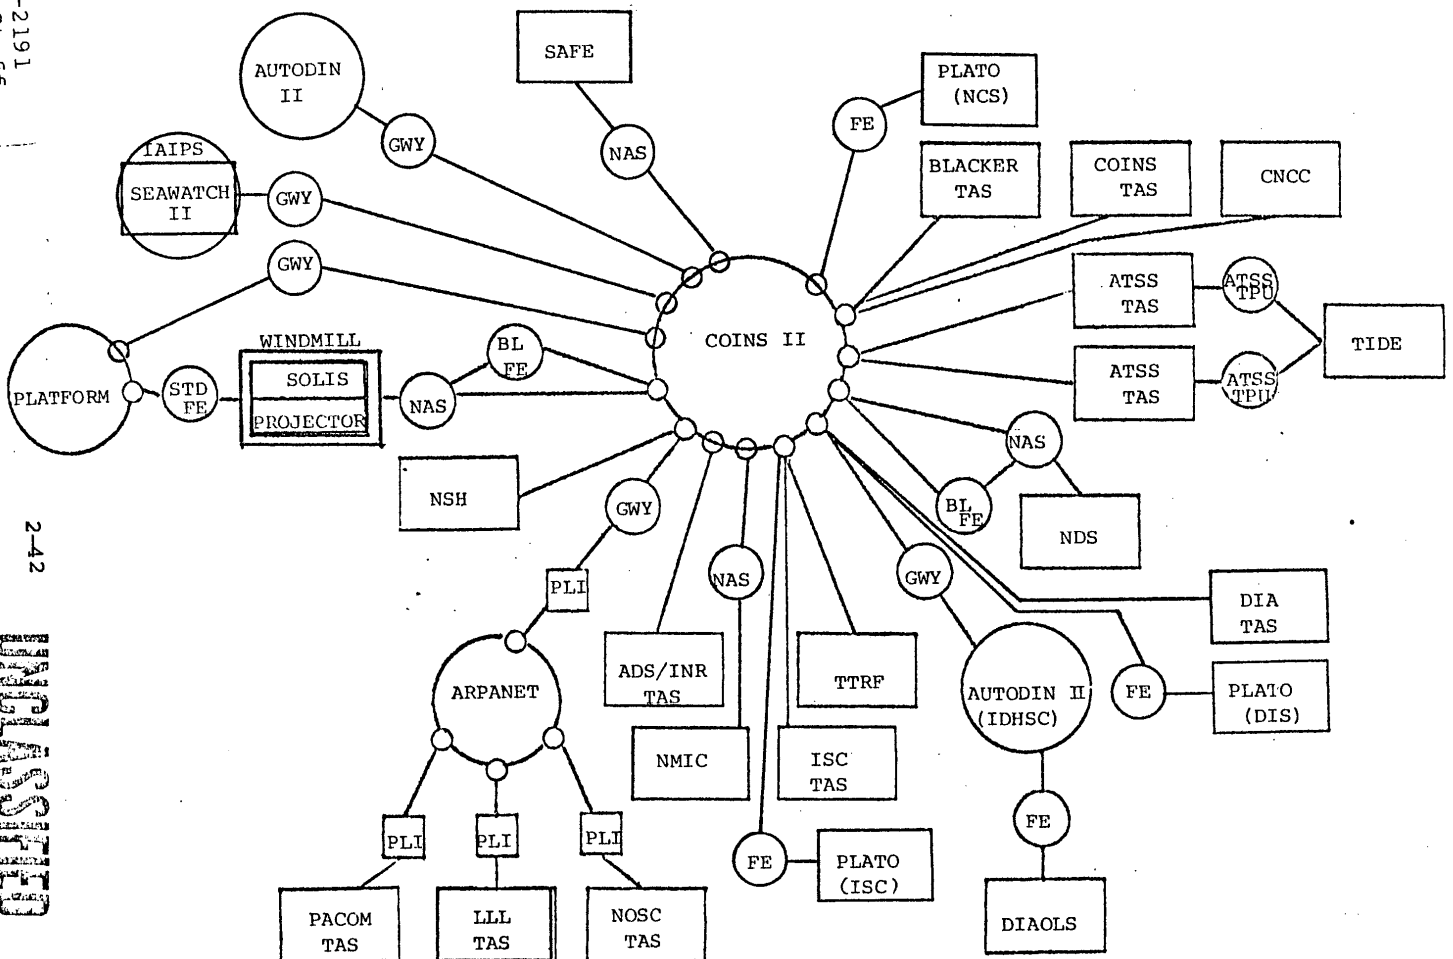 -2191
2-42
UNCLASSIFIED
AUTODIN
II
SAFE
PLATO
(NCS)
FE
GWY
NAS
IAIPS
SEAWATCH
II
GWY
BLACKER
TAS
COINS
TAS
CNCC
GWY
ATSS
TAS
ATSS
TPU
COINS II
TIDE
WINDMILL
SOLIS
PROJECTOR
BL
FE
PLATFORM
STD
FE
NAS
ATSS
TAS
ATSS
TPU
NAS
NSH
GWY
BL
FE
NDS
PLI
NAS
GWY
DIA
TAS
ARPANET
ADS/INR
TAS
TTRF
AUTODIN II
(IDHSC)
FE
PLATO
(DIS)
NMIC
ISC
TAS
PLI
PLI
PLI
FE
PLATO
(ISC)
FE
PACOM
TAS
LLL
TAS
NOSC
TAS
DIAOLS